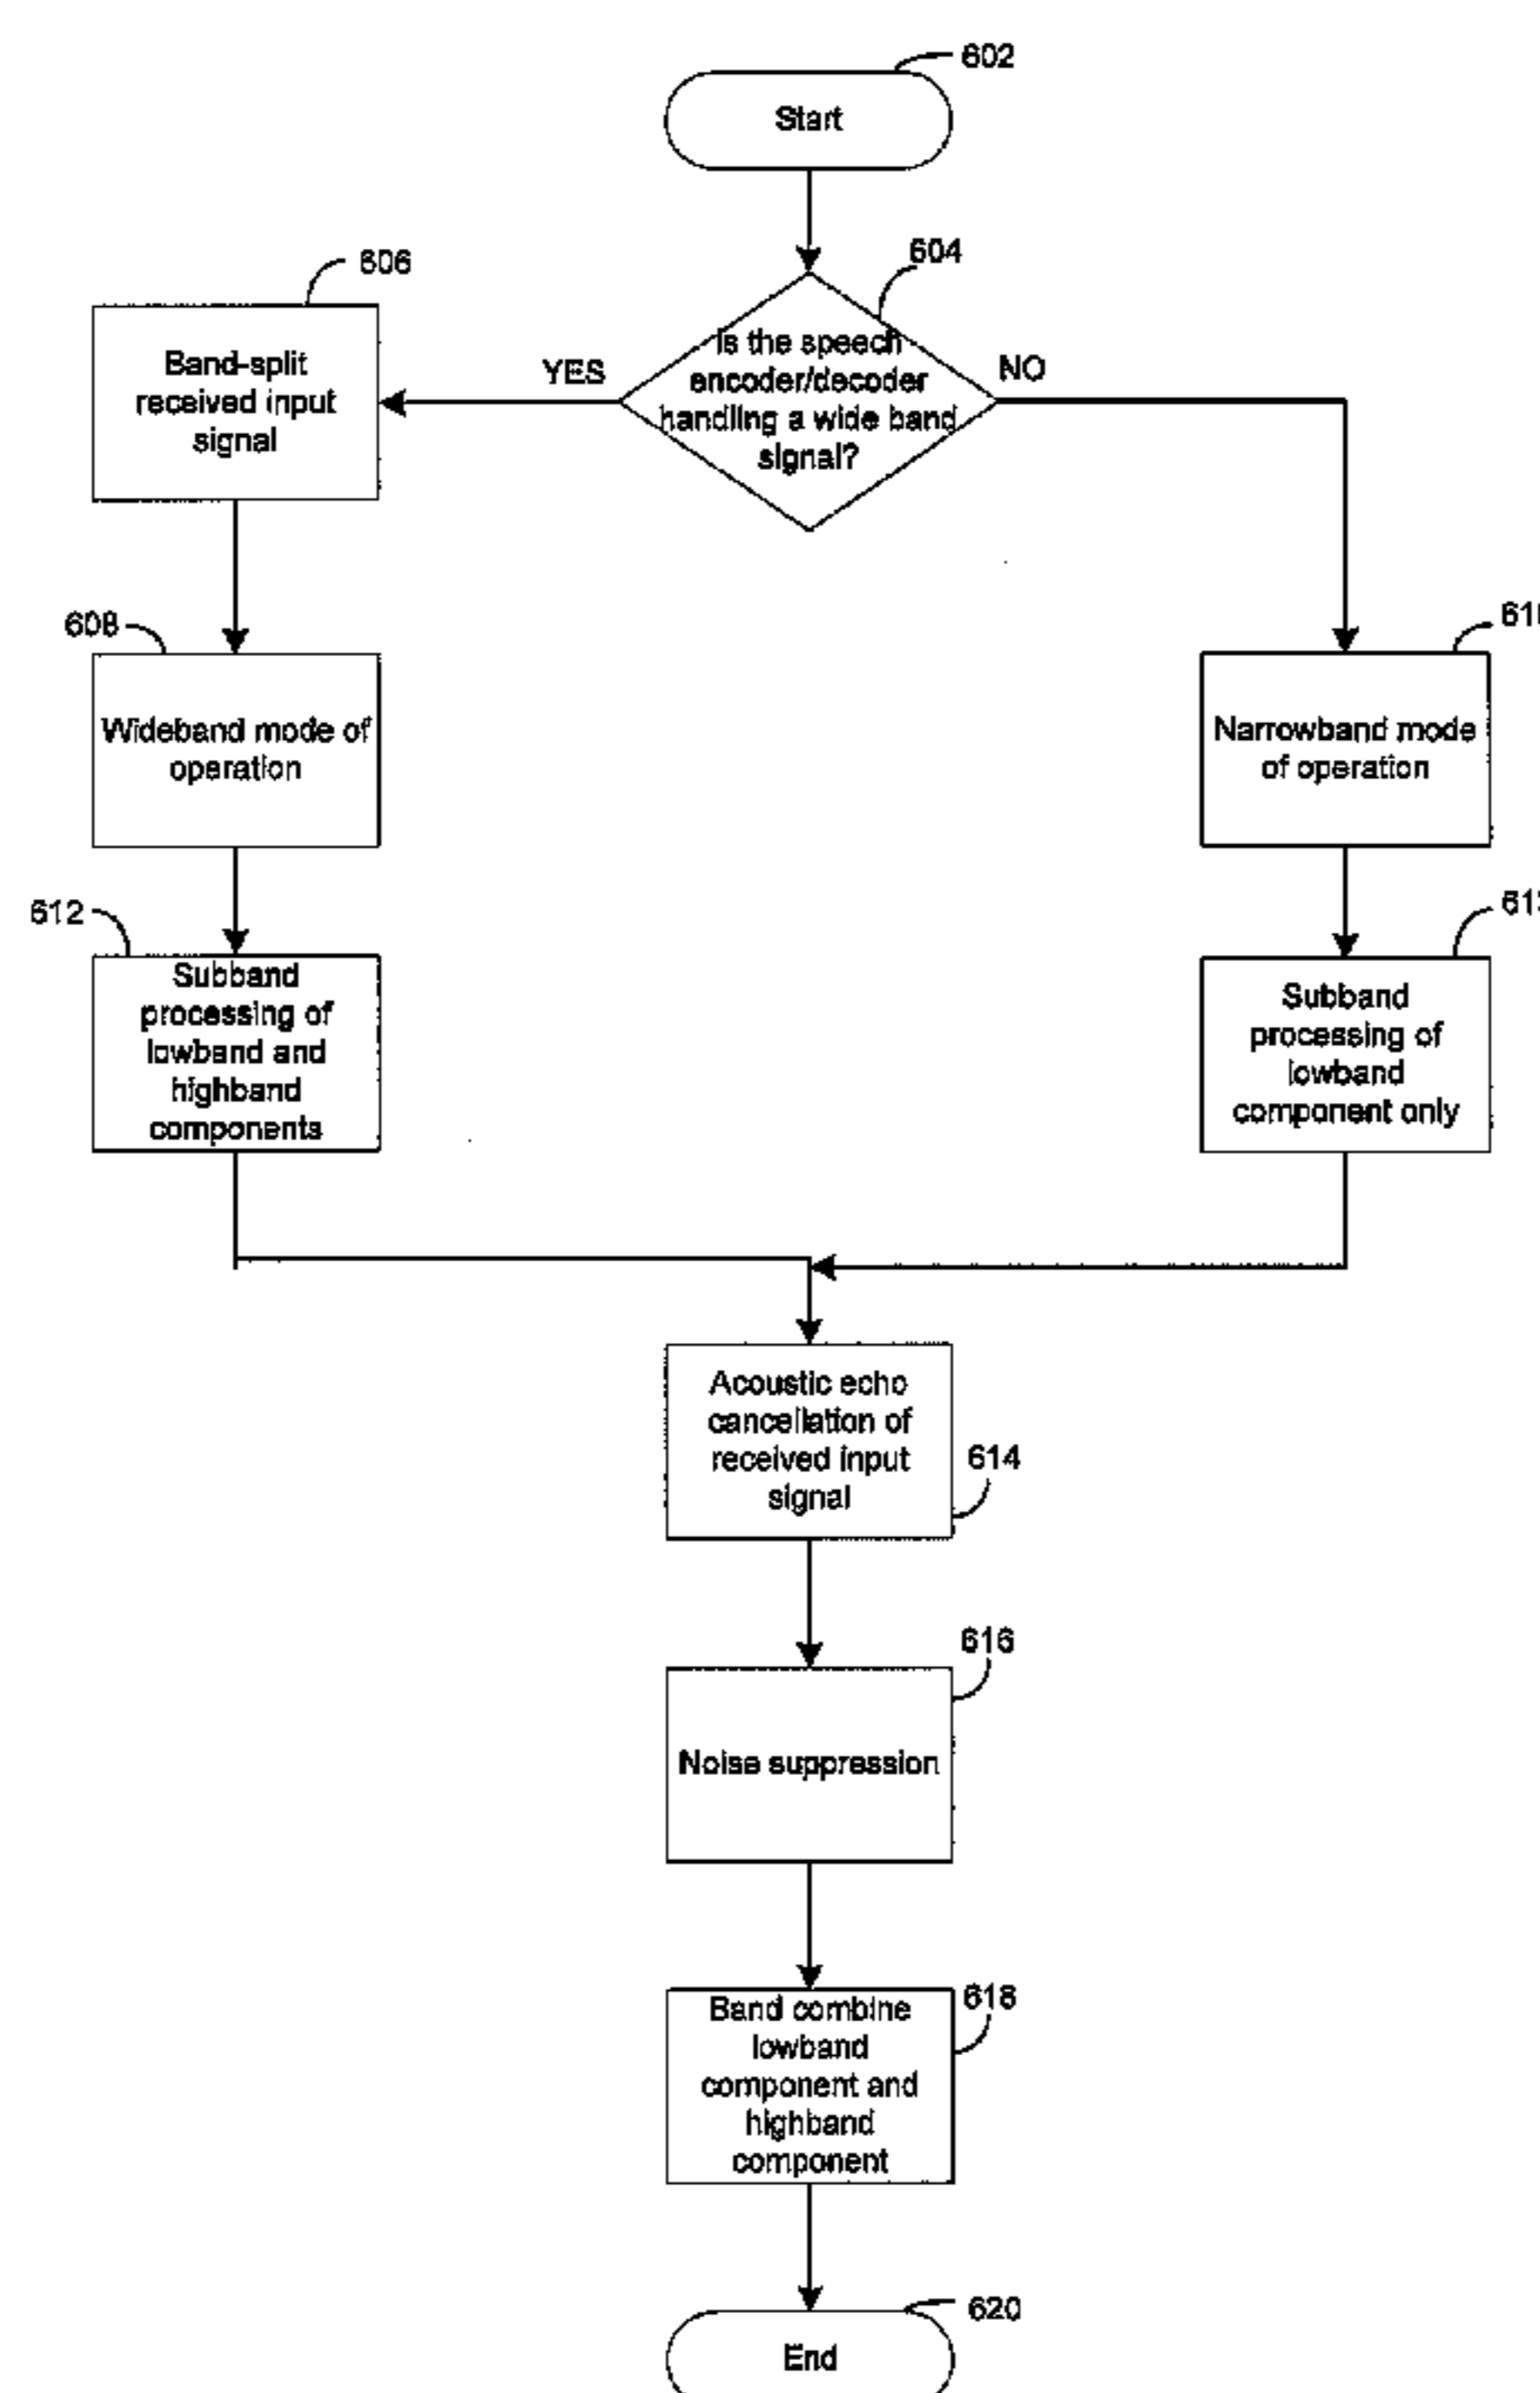 602
Start
604
Is the speech
encoder/decoder
handling a wide band
signal?
YES
NO
606
Band-split
received input
signal
608
Wideband mode of
operation
Narrowband mode
of operation
612
Subband
processing of
lowband and
highband
components
Subband
processing of
lowband
component only
Acoustic echo
cancellation of
received input
signal
614
616
Noise suppression
618
Band combine
lowband
component and
highband
component
620
End